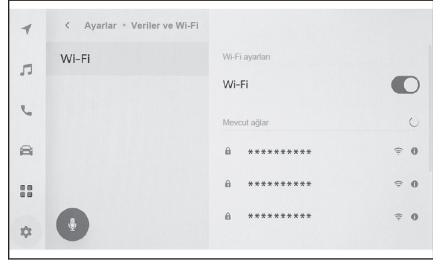 Ayarlar • Veriler ve Wi-Fi
Wi-Fi
Wi-Fi ayarları
Wi-Fi
Mevcut ağlar
**********
**********
**********